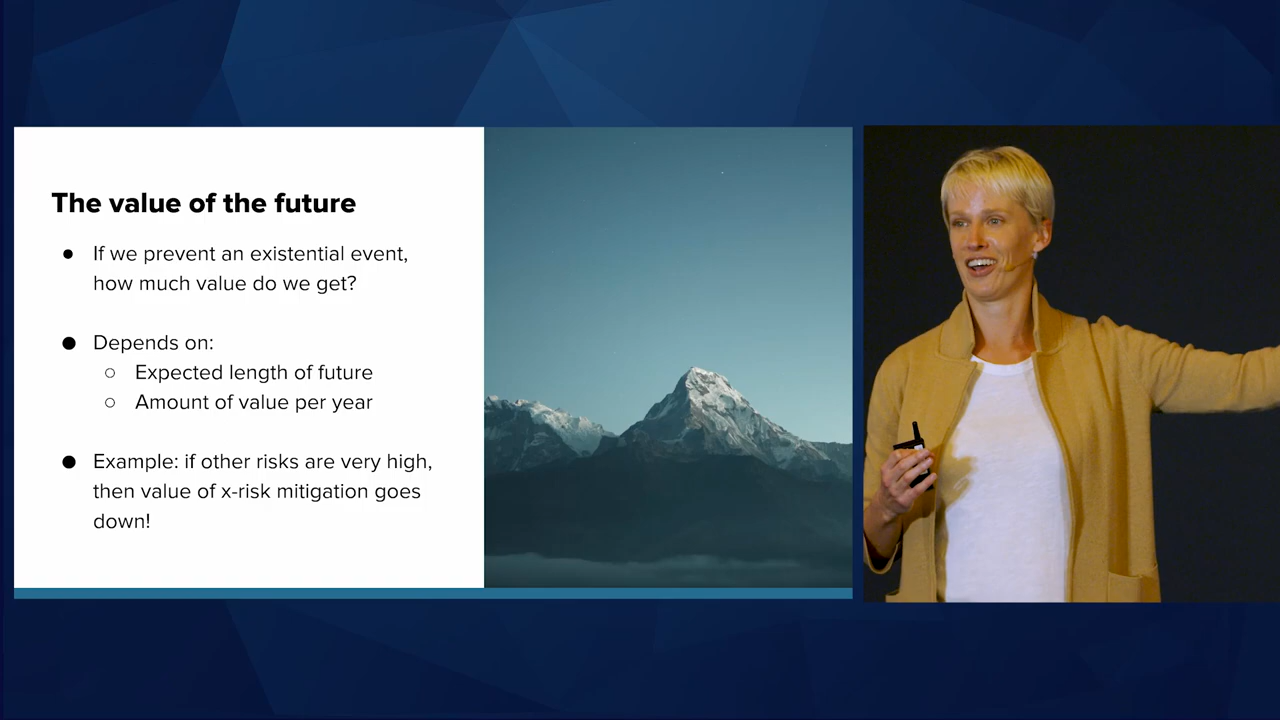 The value of the future
● If we prevent an existential event,
how much value do we get?
● Depends on:
○ Expected length of future
○ Amount of value per year
● Example: if other risks are very high,
then value of x-risk mitigation goes
down!